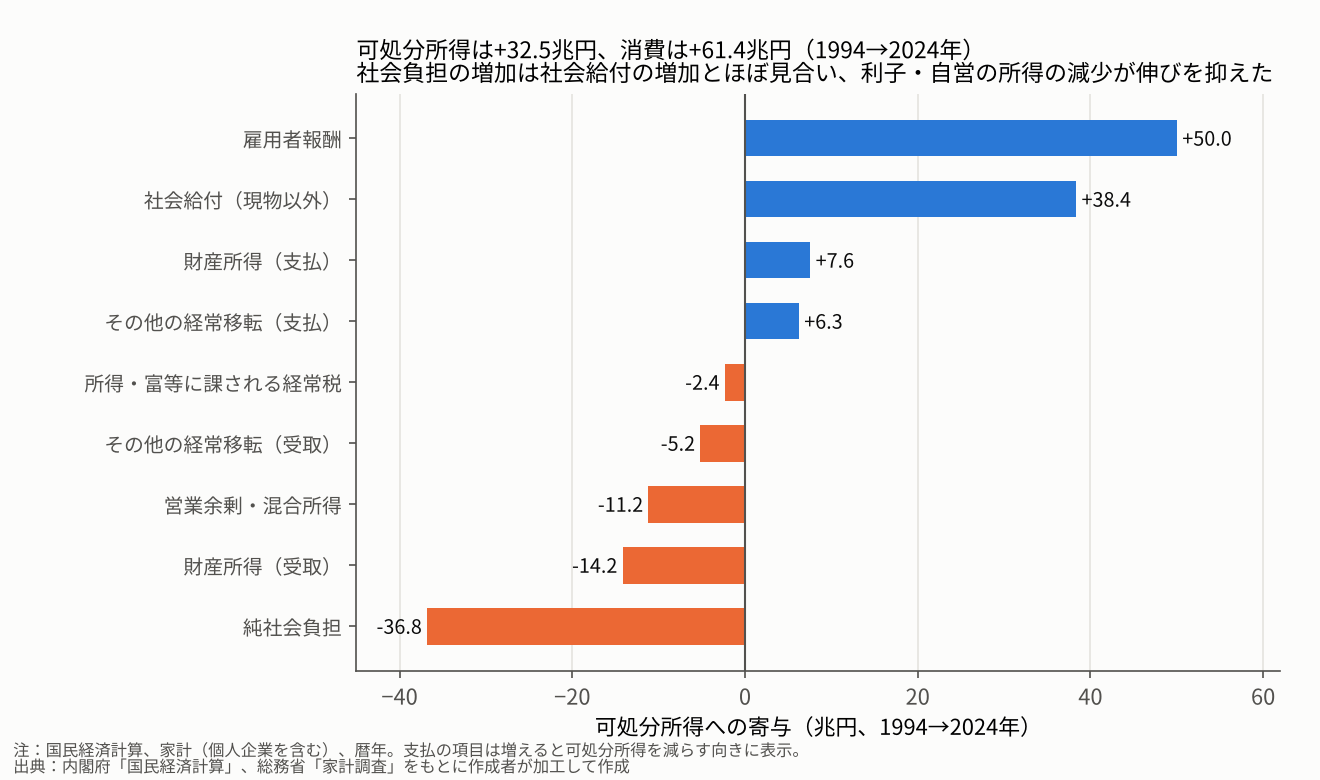 可処分所得は+32.5兆円、消費は+61.4兆円（1994→2024年）
社会負担の増加は社会給付の増加とほぼ見合い、利子・自営の所得の減少が伸びを抑えた
雇用者報酬
+50.0
社会給付（現物以外）
+38.4
財産所得（支払）
+7.6
その他の経常移転（支払）
+6.3
所得・富等に課される経常税
-2.4
その他の経常移転（受取）
-5.2
営業余剰・混合所得
-11.2
財産所得（受取）
-14.2
純社会負担
-36.8
−40 −20 0 20 40 60
可処分所得への寄与（兆円、1994→2024年）
注：国民経済計算、家計（個人企業を含む）、暦年。支払の項目は増えると可処分所得を減らす向きに表示。
出典：内閣府「国民経済計算」、総務省「家計調査」をもとに作成者が加工して作成